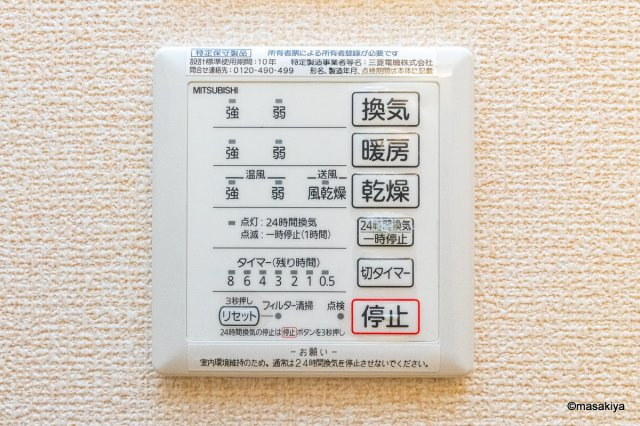 特定保守製品 所有者票による所有者登録が必要です
設計標準使用期間:10年 特定製造事業者等名:三菱電機株式会社
問合せ連絡先:0120-490-499 形名、製造年月、点検期間は本体に記載
MITSUBISHI
強 弱 換気
強 弱 暖房
温風 送風
強 弱 風乾燥 乾燥
点灯:24時間換気
点滅:一時停止(1時間)
24時間換気
一時停止
タイマー(残り時間)
8 6 4 3 2 1 0.5
切タイマー
3秒押し
リセット フィルター清掃 点検
停止
24時間換気の停止は停止ボタンを3秒押し
-お願い-
室内環境維持のため、通常は24時間換気を停止させないでください。
©masakiya